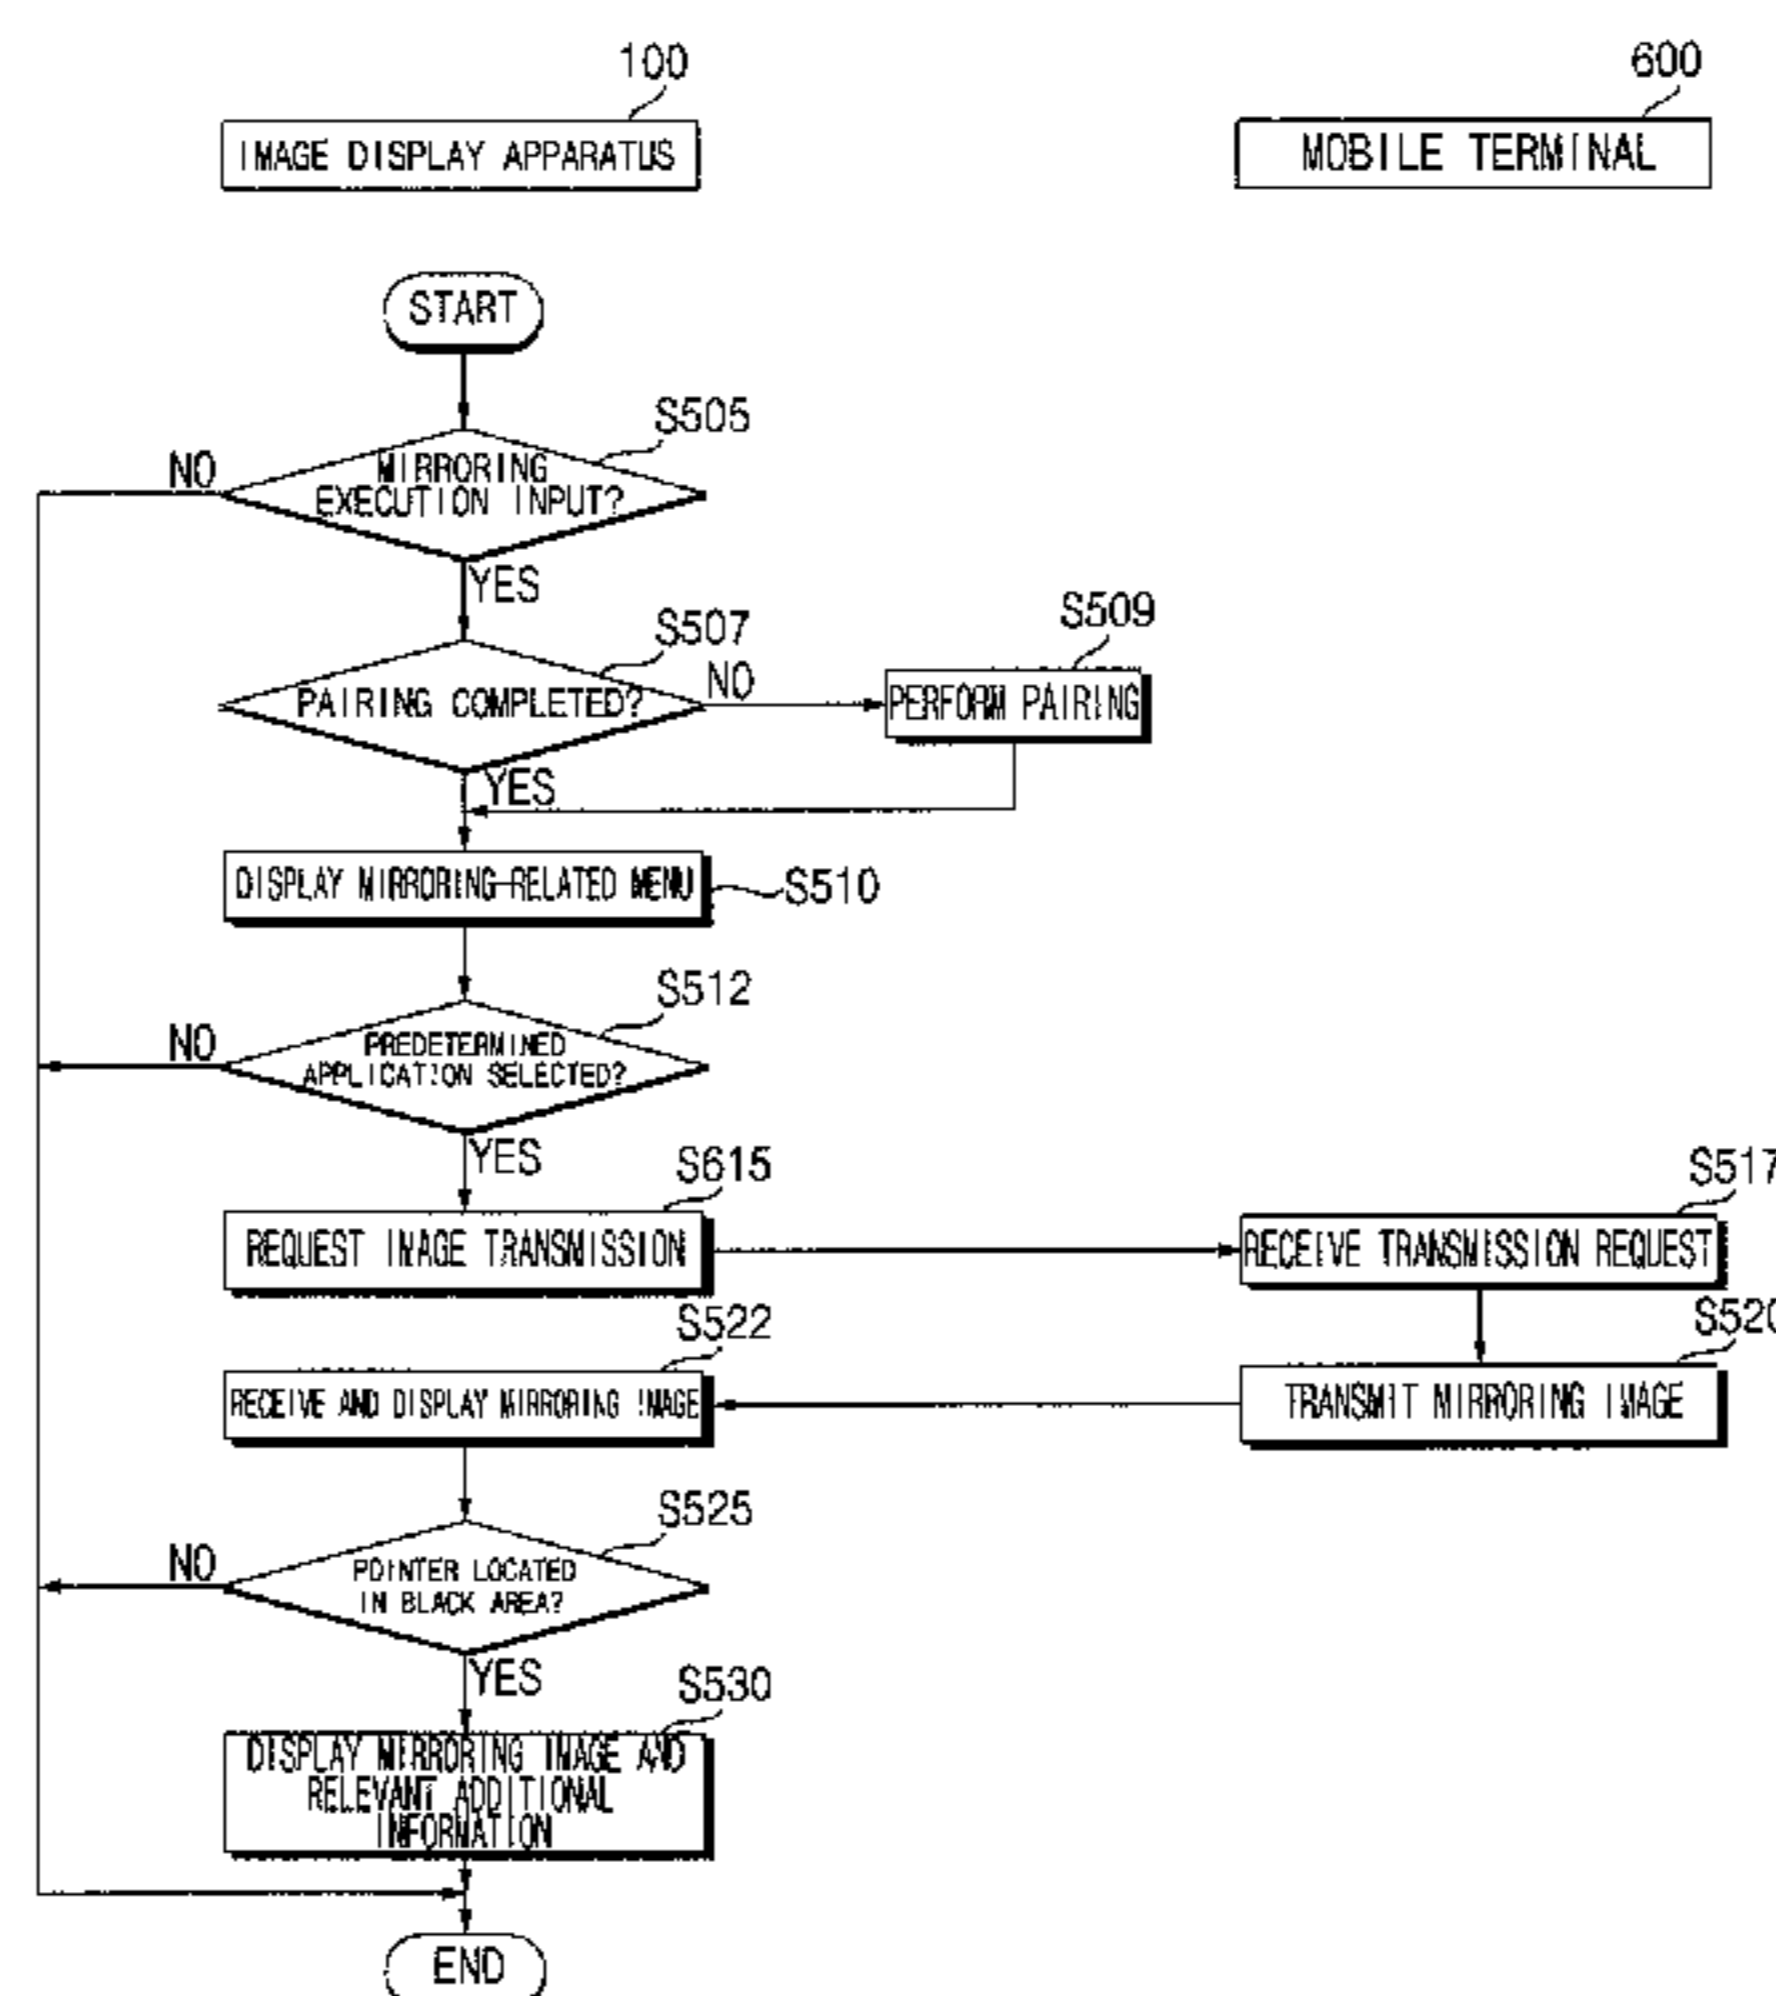 100
600
IMAGE DISPLAY APPARATUS
MOBILE TERMINAL
START
S505
NO
MIRRORING
EXECUTION INPUT?
YES
S507
S509
PAIRING COMPLETED?
NO
PERFORM PAIRING
YES
DISPLAY MIRRORING-RELATED MENU
S510
S512
NO
PREDETERMINED
APPLICATION SELECTED?
YES
S615
S517
REQUEST IMAGE TRANSMISSION
RECEIVE TRANSMISSION REQUEST
S522
S520
RECEIVE AND DISPLAY MIRRORING IMAGE
TRANSMIT MIRRORING IMAGE
S525
NO
POINTER LOCATED
IN BLACK AREA?
YES
S530
DISPLAY MIRRORING IMAGE AND
RELEVANT ADDITIONAL
INFORMATION
END